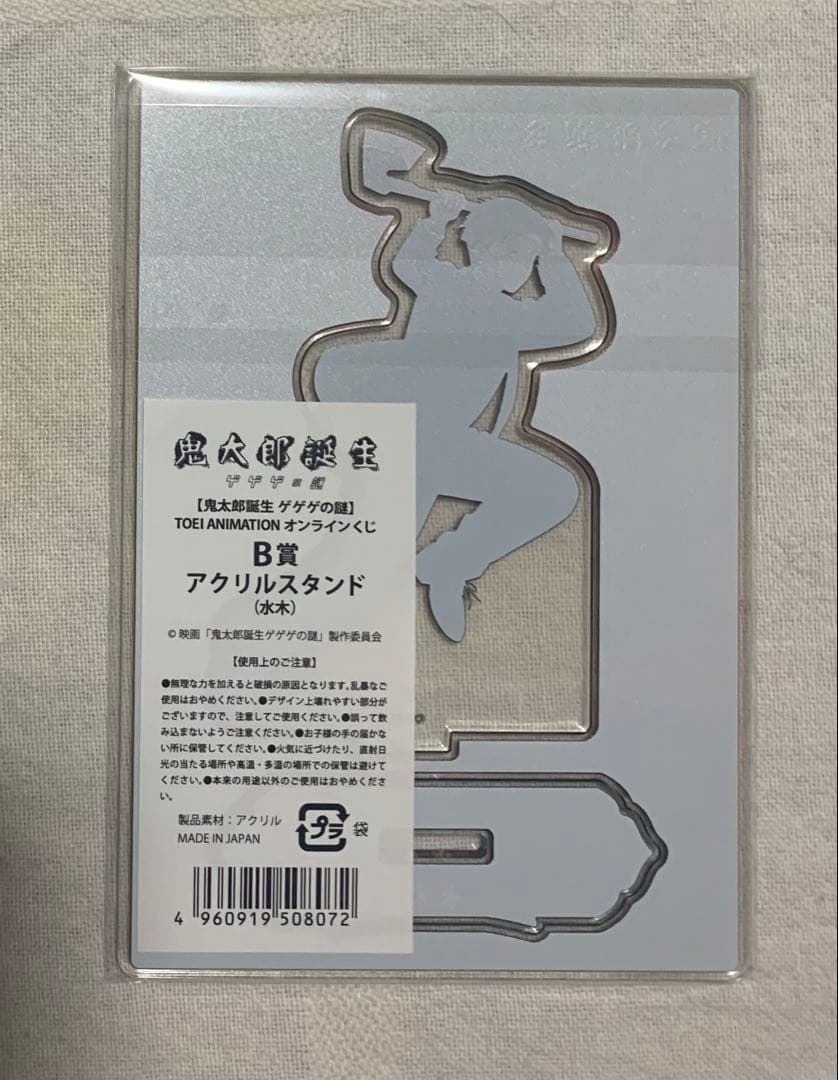 鬼太郎誕生
ゲゲゲの謎
【鬼太郎誕生 ゲゲゲの謎】
TOEI ANIMATION オンラインくじ
B賞
アクリルスタンド
（水木）
© 映画「鬼太郎誕生ゲゲゲの謎」製作委員会
【使用上のご注意】
●無理な力を加えると破損の原因となります。乱暴なご
使用はおやめください。●デザイン上壊れやすい部分が
ございますので、注意してご使用ください。●誤って飲
み込まないようご注意ください。●お子様の手の届かな
い所に保管してください。●火気に近づけたり、直射日
光の当たる場所や高温・多湿の場所での保管は避けて
ください。●本来の用途以外のご使用はおやめくださ
い。
製品素材：アクリル
MADE IN JAPAN
プラ 袋
4 960919 508072